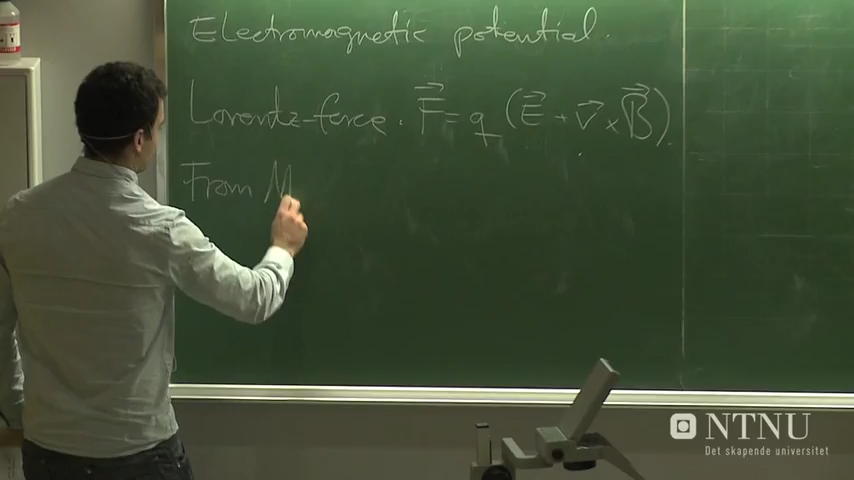 Electromagnetic potential.
Lorentz-force. F⃗ = q (E⃗ + v⃗ × B⃗).
From M
NTNU
Det skapende universitet